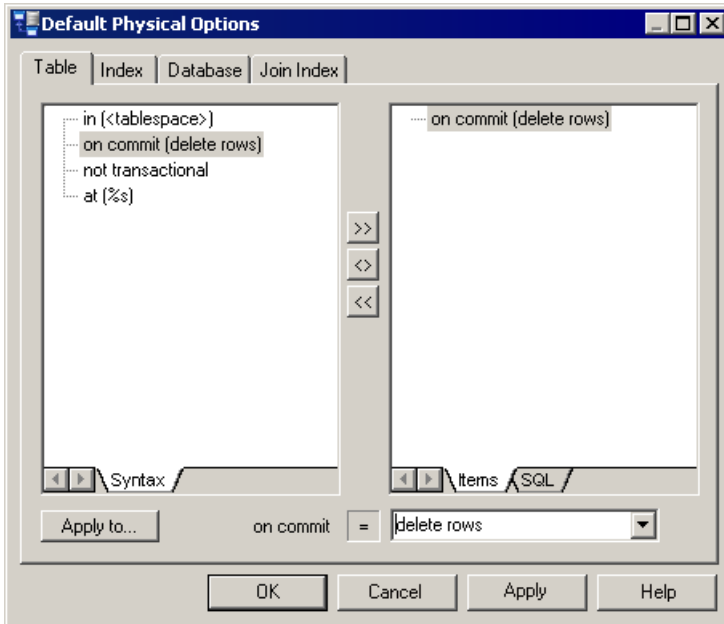 Default Physical Options
Table Index Database Join Index
in (<tablespace>)
on commit (delete rows)
not transactional
at (%s)
on commit (delete rows)
>>
<>
<<
Syntax
Items SQL
Apply to... on commit = delete rows
OK Cancel Apply Help